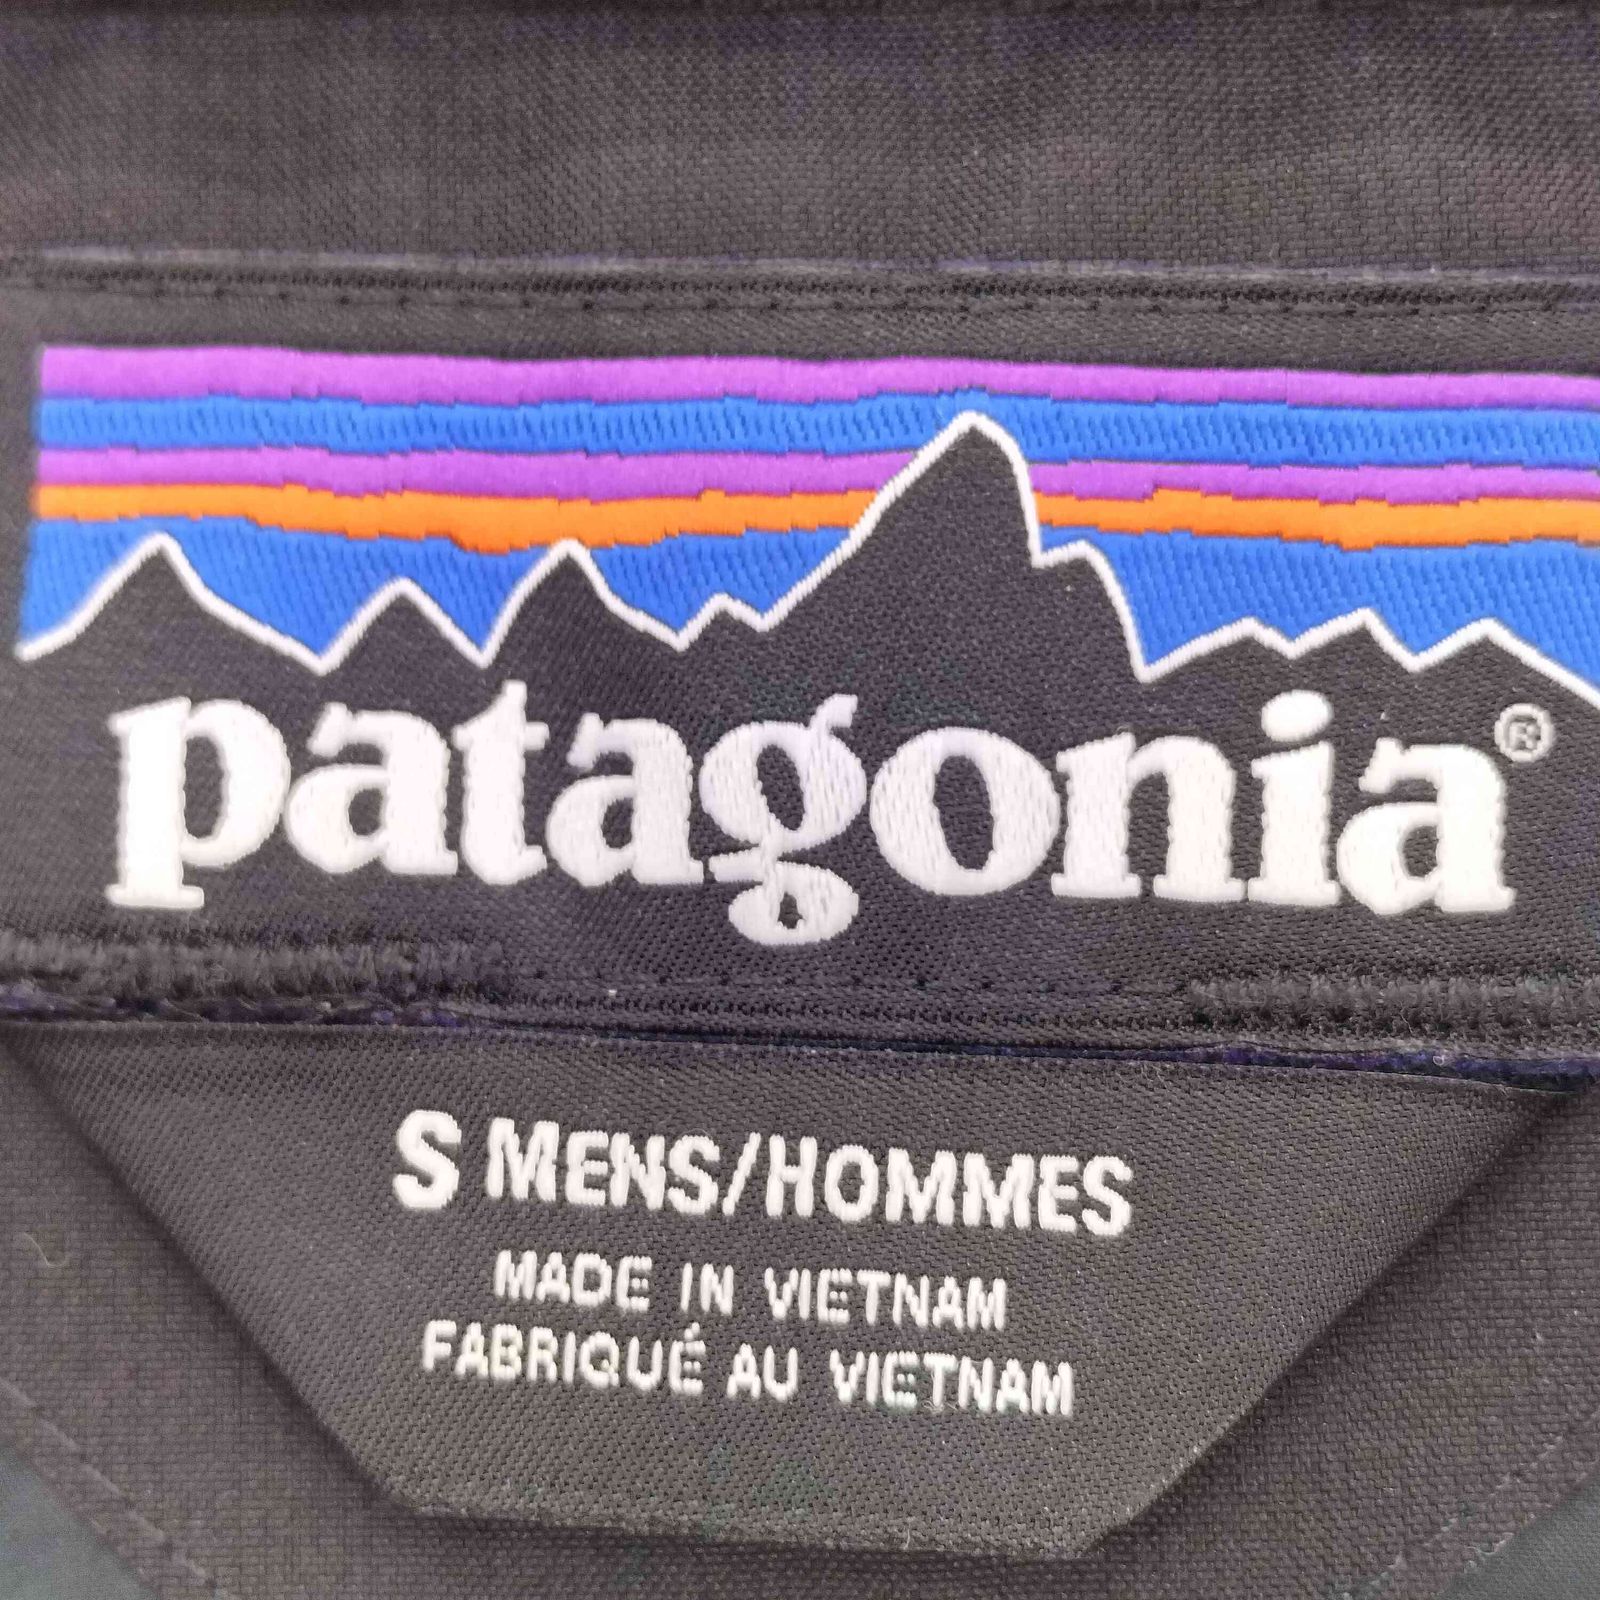 patagonia®
S MENS/HOMMES
MADE IN VIETNAM
FABRIQUÉ AU VIETNAM